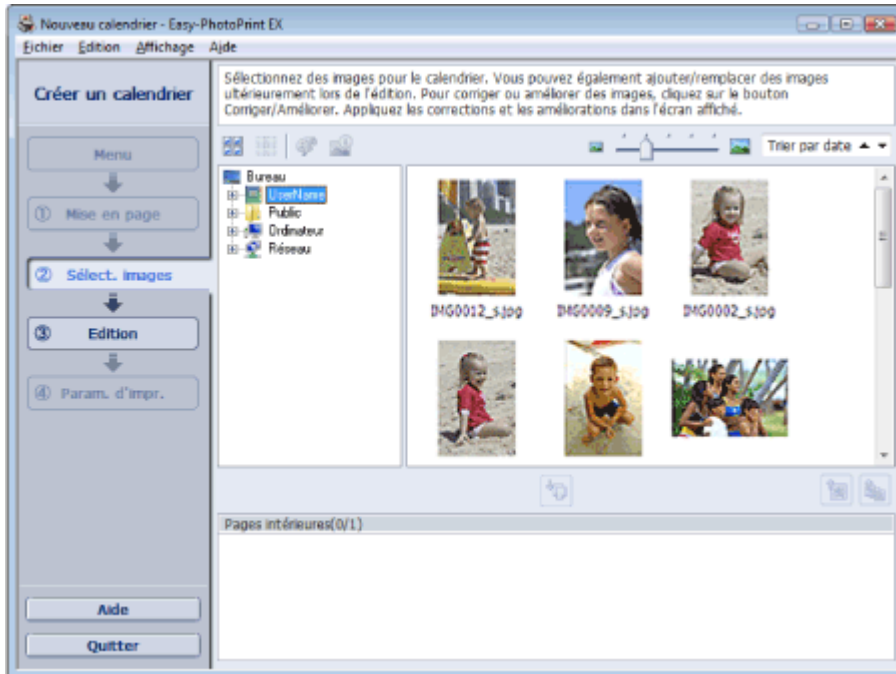 Nouveau calendrier - Easy-PhotoPrint EX
Fichier Edition Affichage Aide
Créer un calendrier
Sélectionnez des images pour le calendrier. Vous pouvez également ajouter/remplacer des images
ultérieurement lors de l'édition. Pour corriger ou améliorer des images, cliquez sur le bouton
Corriger/Améliorer. Appliquez les corrections et les améliorations dans l'écran affiché.
Menu
① Mise en page
② Sélect. images
③ Edition
④ Param. d'impr.
Trier par date
Bureau
UserName
Public
Ordinateur
Réseau
IMG0012_s.jpg IMG0009_s.jpg IMG0002_s.jpg
Pages intérieures(0/1)
Aide
Quitter